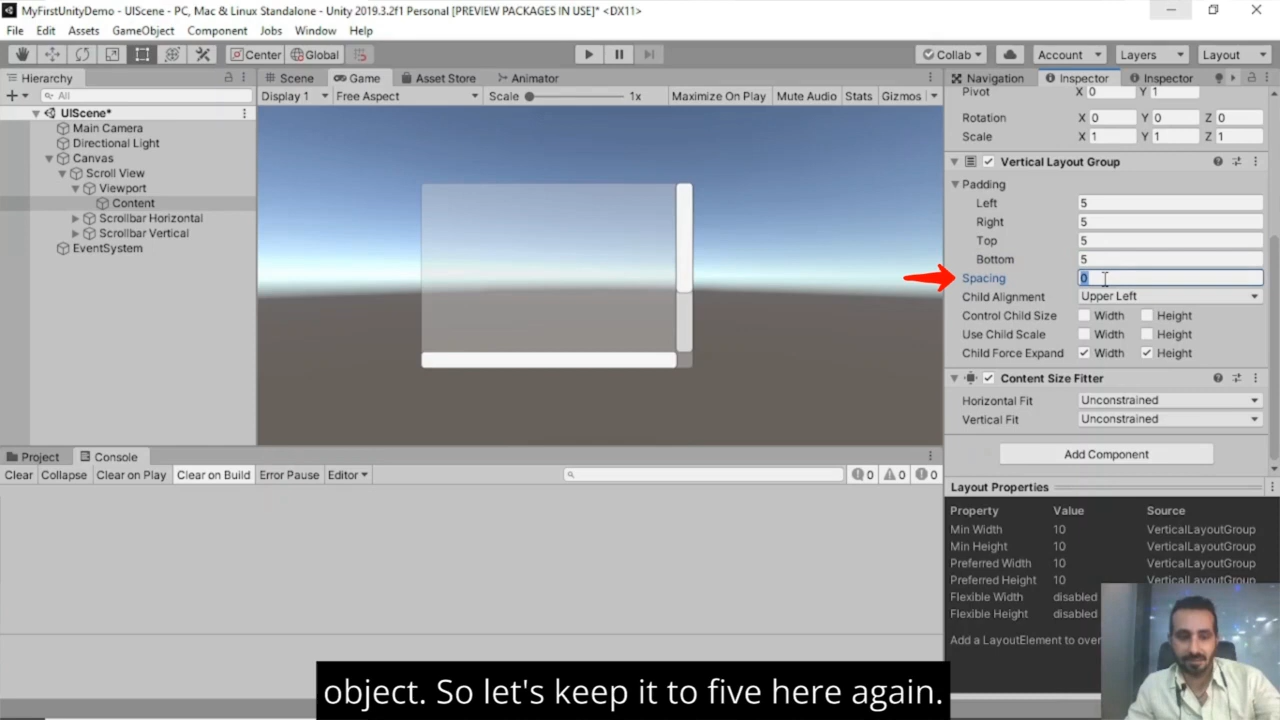 MyFirstUnityDemo - UIScene - PC, Mac & Linux Standalone - Unity 2019.3.2f1 Personal [PREVIEW PACKAGES IN USE]* <DX11>
File Edit Assets GameObject Component Jobs Window Help
Center Global Collab Account Layers Layout
Hierarchy Scene Game Asset Store Animator Navigation Inspector Inspector
All Display 1 Free Aspect Scale 1x Maximize On Play Mute Audio Stats Gizmos Pivot X 0 Y 1
UIScene*
Main Camera Rotation X 0 Y 0 Z 0
Directional Light Scale X 1 Y 1 Z 1
Canvas Vertical Layout Group
Scroll View Padding
Viewport Left 5
Content Right 5
Scrollbar Horizontal Top 5
Scrollbar Vertical Bottom 5
EventSystem Spacing 0
Child Alignment Upper Left
Control Child Size Width Height
Use Child Scale Width Height
Child Force Expand Width Height
Content Size Fitter
Horizontal Fit Unconstrained
Vertical Fit Unconstrained
Project Console Add Component
Clear Collapse Clear on Play Clear on Build Error Pause Editor 0 0 0
Layout Properties
Property Value Source
Min Width 10 VerticalLayoutGroup
Min Height 10 VerticalLayoutGroup
Preferred Width 10 VerticalLayoutGroup
Preferred Height 10 VerticalLayoutGroup
Flexible Width disabled
Flexible Height disabled
Add a LayoutElement to over
object. So let's keep it to five here again.